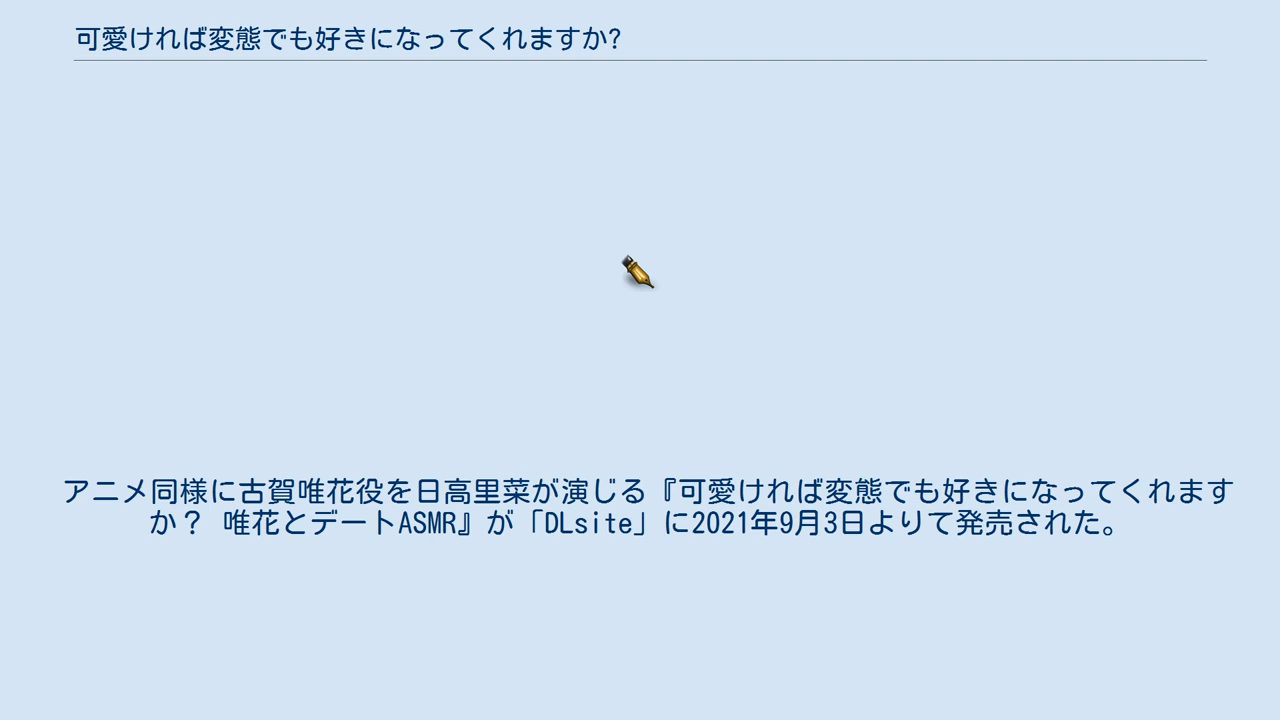 可愛ければ変態でも好きになってくれますか?
アニメ同様に古賀唯花役を日高里菜が演じる『可愛ければ変態でも好きになってくれます
か？ 唯花とデートASMR』が「DLsite」に2021年9月3日よりて発売された。